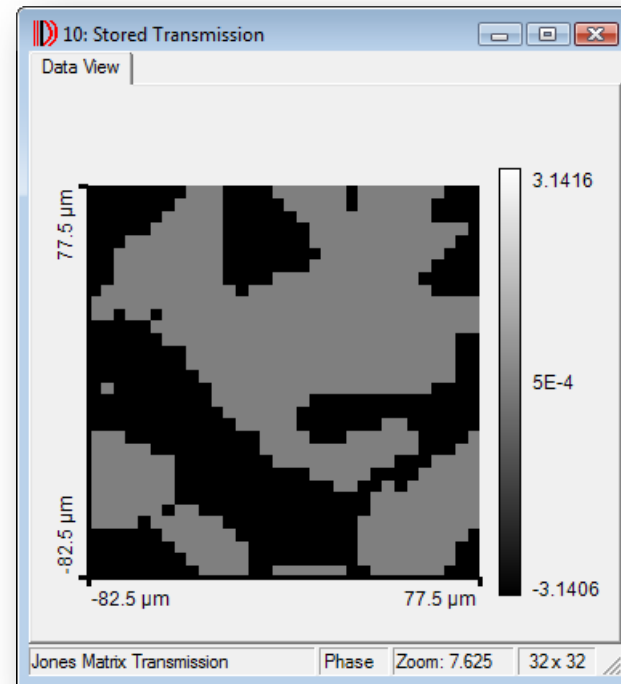 10: Stored Transmission
Data View
3.1416
77.5 µm
5E-4
-82.5 µm
-3.1406
-82.5 µm
77.5 µm
Jones Matrix Transmission
Phase
Zoom: 7.625
32 x 32